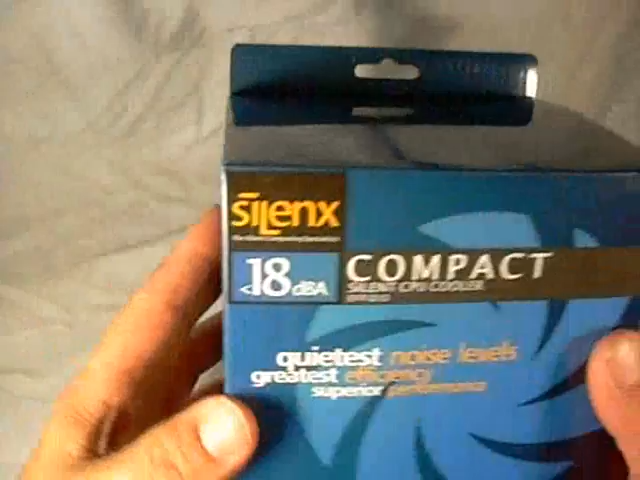 silenx
<18 dBA
COMPACT
SILENT CPU COOLER
quietest noise levels
greatest efficiency
superior performance